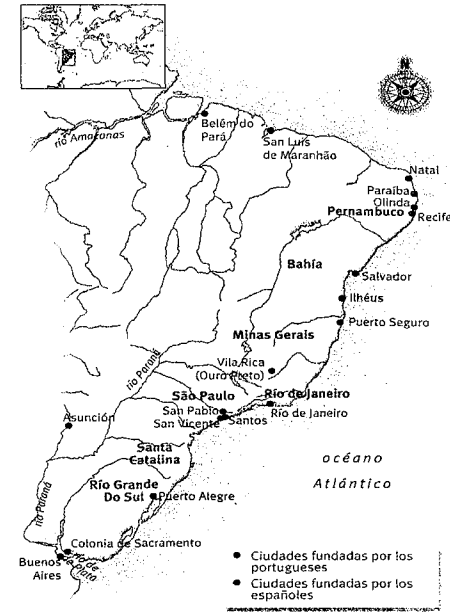 N
río Amazonas
Belém do
Pará
San Luis
de Maranhão
Natal
Paraíba
Olinda
Pernambuco
Recife
Bahía
Salvador
Ilhéus
Puerto Seguro
Minas Gerais
Vila Rica
(Ouro Preto)
río Paraná
São Paulo
Río de Janeiro
San Pablo
Río de Janeiro
San Vicente
Santos
Asunción
Santa
Catalina
océano
Atlántico
Río Grande
Do Sul
Puerto Alegre
río Paraná
Colonia de Sacramento
Buenos
Aires
Río de
la Plata
Ciudades fundadas por los
portugueses
Ciudades fundadas por los
españoles